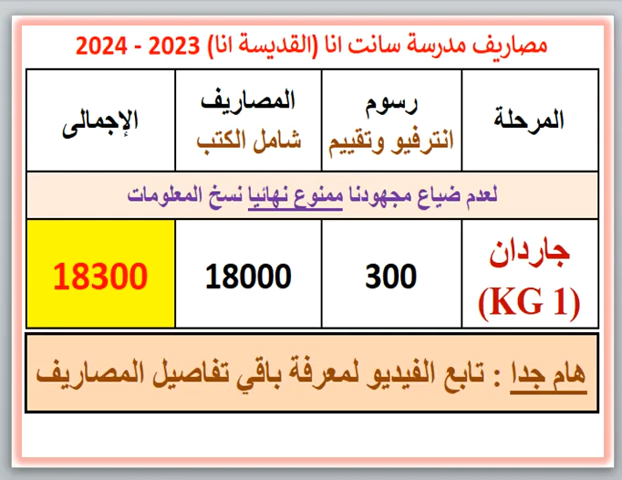 مصاريف مدرسة سانت انا (القديسة انا) 2023 - 2024
المرحلة
رسوم
انترفيو وتقييم
المصاريف
شامل الكتب
الإجمالى
لعدم ضياع مجهودنا ممنوع نهائيا نسخ المعلومات
جاردان
(KG 1)
300
18000
18300
هام جدا : تابع الفيديو لمعرفة باقي تفاصيل المصاريف